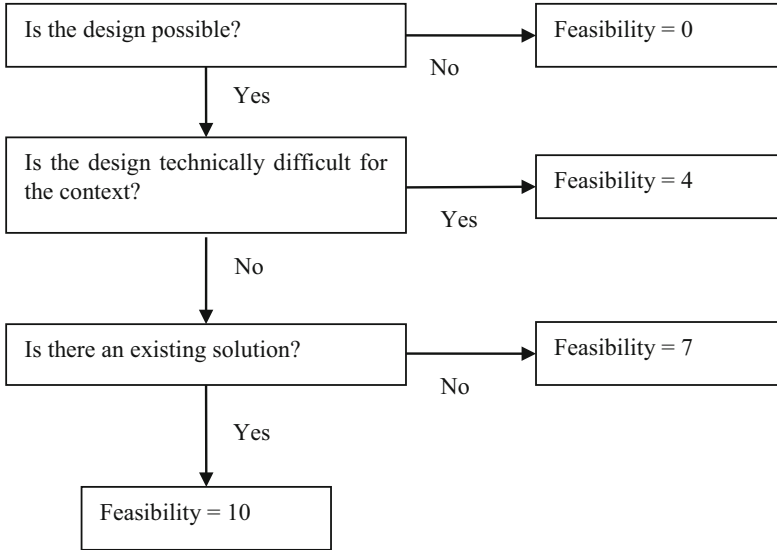 Is the design possible?
Feasibility = 0
No
Yes
Is the design technically difficult for
the context?
Feasibility = 4
Yes
No
Is there an existing solution?
Feasibility = 7
No
Yes
Feasibility = 10